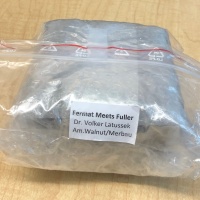 Fermat Meets Fuller
Dr. Volker Latussek
Am.Walnut/Merbau